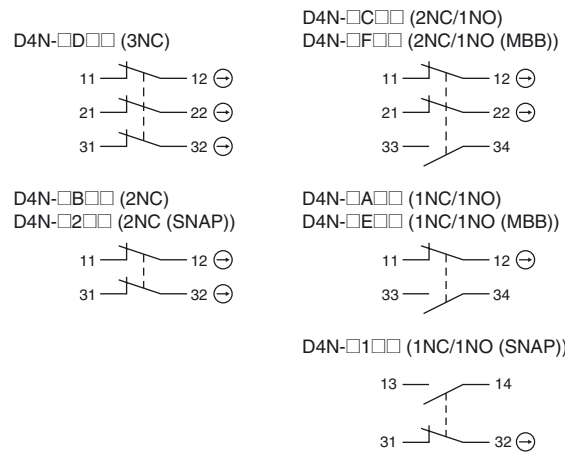 D4N-□D□□ (3NC)
11 12
21 22
31 32
D4N-□C□□ (2NC/1NO)
D4N-□F□□ (2NC/1NO (MBB))
11 12
21 22
33 34
D4N-□B□□ (2NC)
D4N-□2□□ (2NC (SNAP))
11 12
31 32
D4N-□A□□ (1NC/1NO)
D4N-□E□□ (1NC/1NO (MBB))
11 12
33 34
D4N-□1□□ (1NC/1NO (SNAP))
13 14
31 32